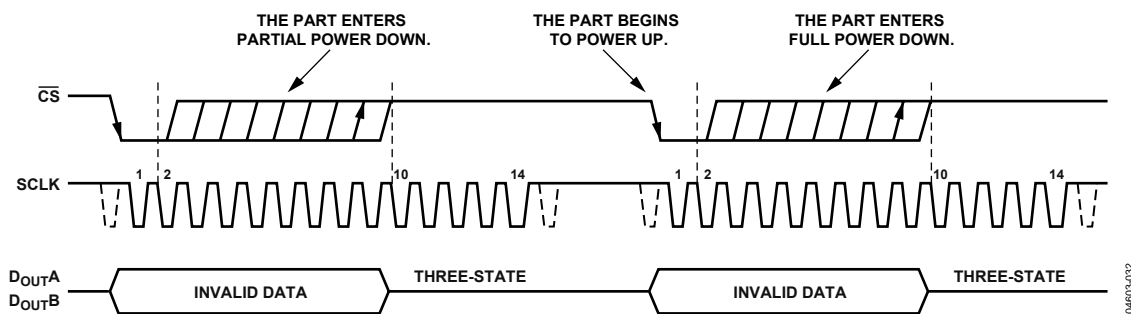 THE PART ENTERS
PARTIAL POWER DOWN.
THE PART BEGINS
TO POWER UP.
THE PART ENTERS
FULL POWER DOWN.
CS
SCLK
1 2 10 14 1 2 10 14
DOUTA
DOUTB
INVALID DATA THREE-STATE INVALID DATA THREE-STATE
04603-032